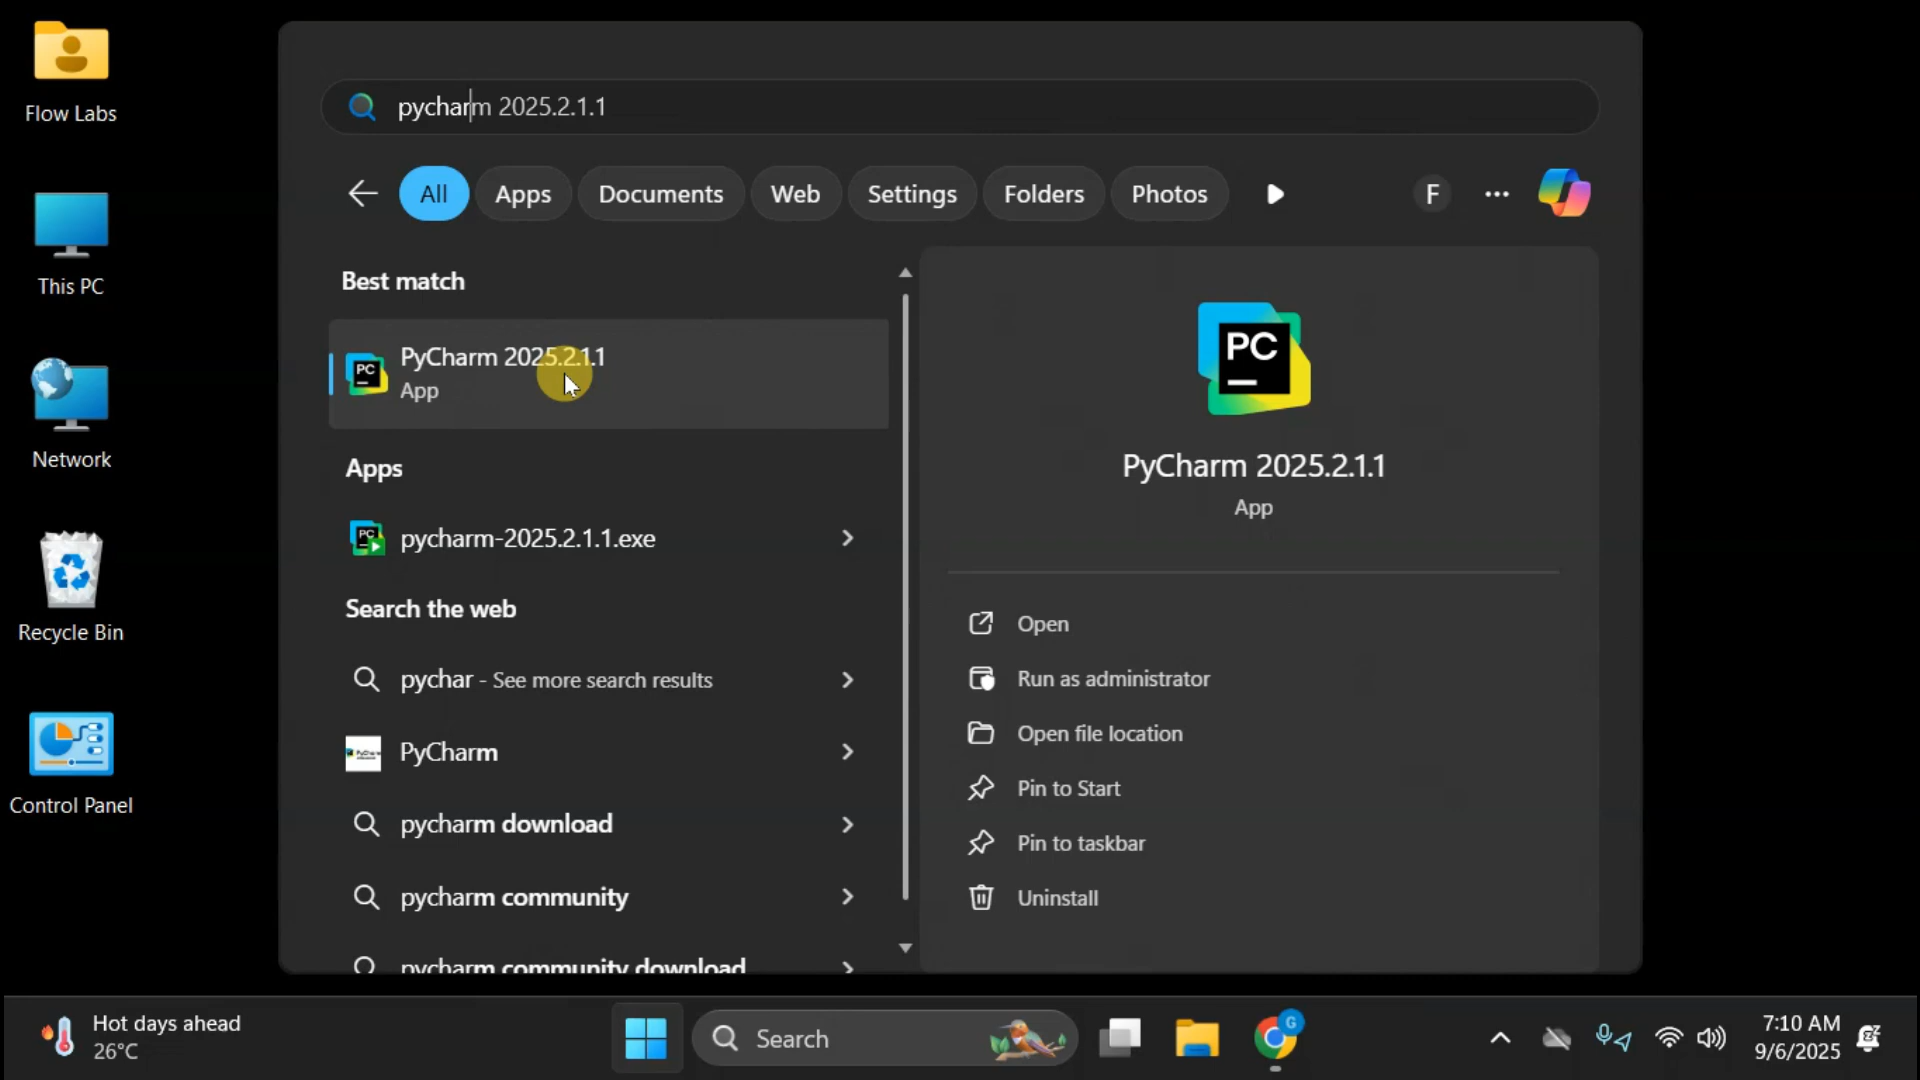 Flow Labs
This PC
Network
Recycle Bin
Control Panel
pycharm 2025.2.1.1
All
Apps
Documents
Web
Settings
Folders
Photos
F
Best match
PyCharm 2025.2.1.1
App
Apps
pycharm-2025.2.1.1.exe
Search the web
pychar - See more search results
PyCharm
pycharm download
pycharm community
pycharm community download
PC
PyCharm 2025.2.1.1
App
Open
Run as administrator
Open file location
Pin to Start
Pin to taskbar
Uninstall
Hot days ahead
26°C
Search
G
7:10 AM
9/6/2025